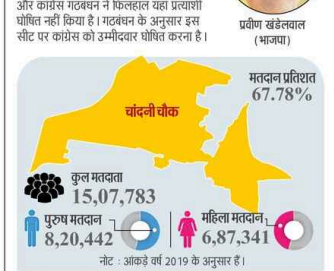 और कांग्रेस गठबंधन ने फिलहाल यहां प्रत्याशी
घोषित नहीं किया है। गठबंधन के अनुसार इस
सीट पर कांग्रेस को उम्मीदवार घोषित करना है।
प्रवीण खंडेलवाल
(भाजपा)
मतदान प्रतिशत
67.78%
चांदनी चौक
कुल मतदाता
15,07,783
पुरुष मतदान
8,20,442
महिला मतदान
6,87,341
नोट : आंकड़े वर्ष 2019 के अनुसार हैं।